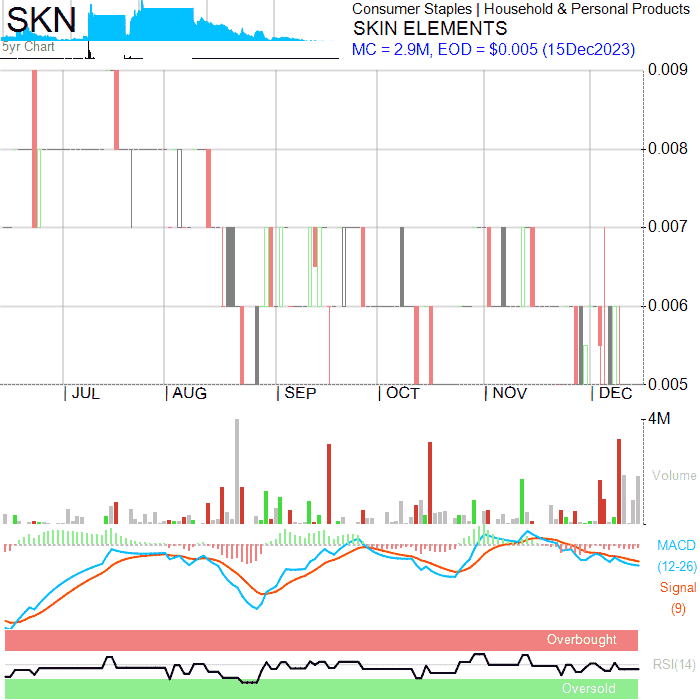 SKN
Consumer Staples | Household & Personal Products
SKIN ELEMENTS
MC = 2.9M, EOD = $0.005 (15Dec2023)
5yr Chart
0.009
0.008
0.007
0.006
0.005
| JUL | AUG | SEP | OCT | NOV | DEC
4M
Volume
MACD
(12-26)
Signal
(9)
Overbought
RSI(14)
Oversold